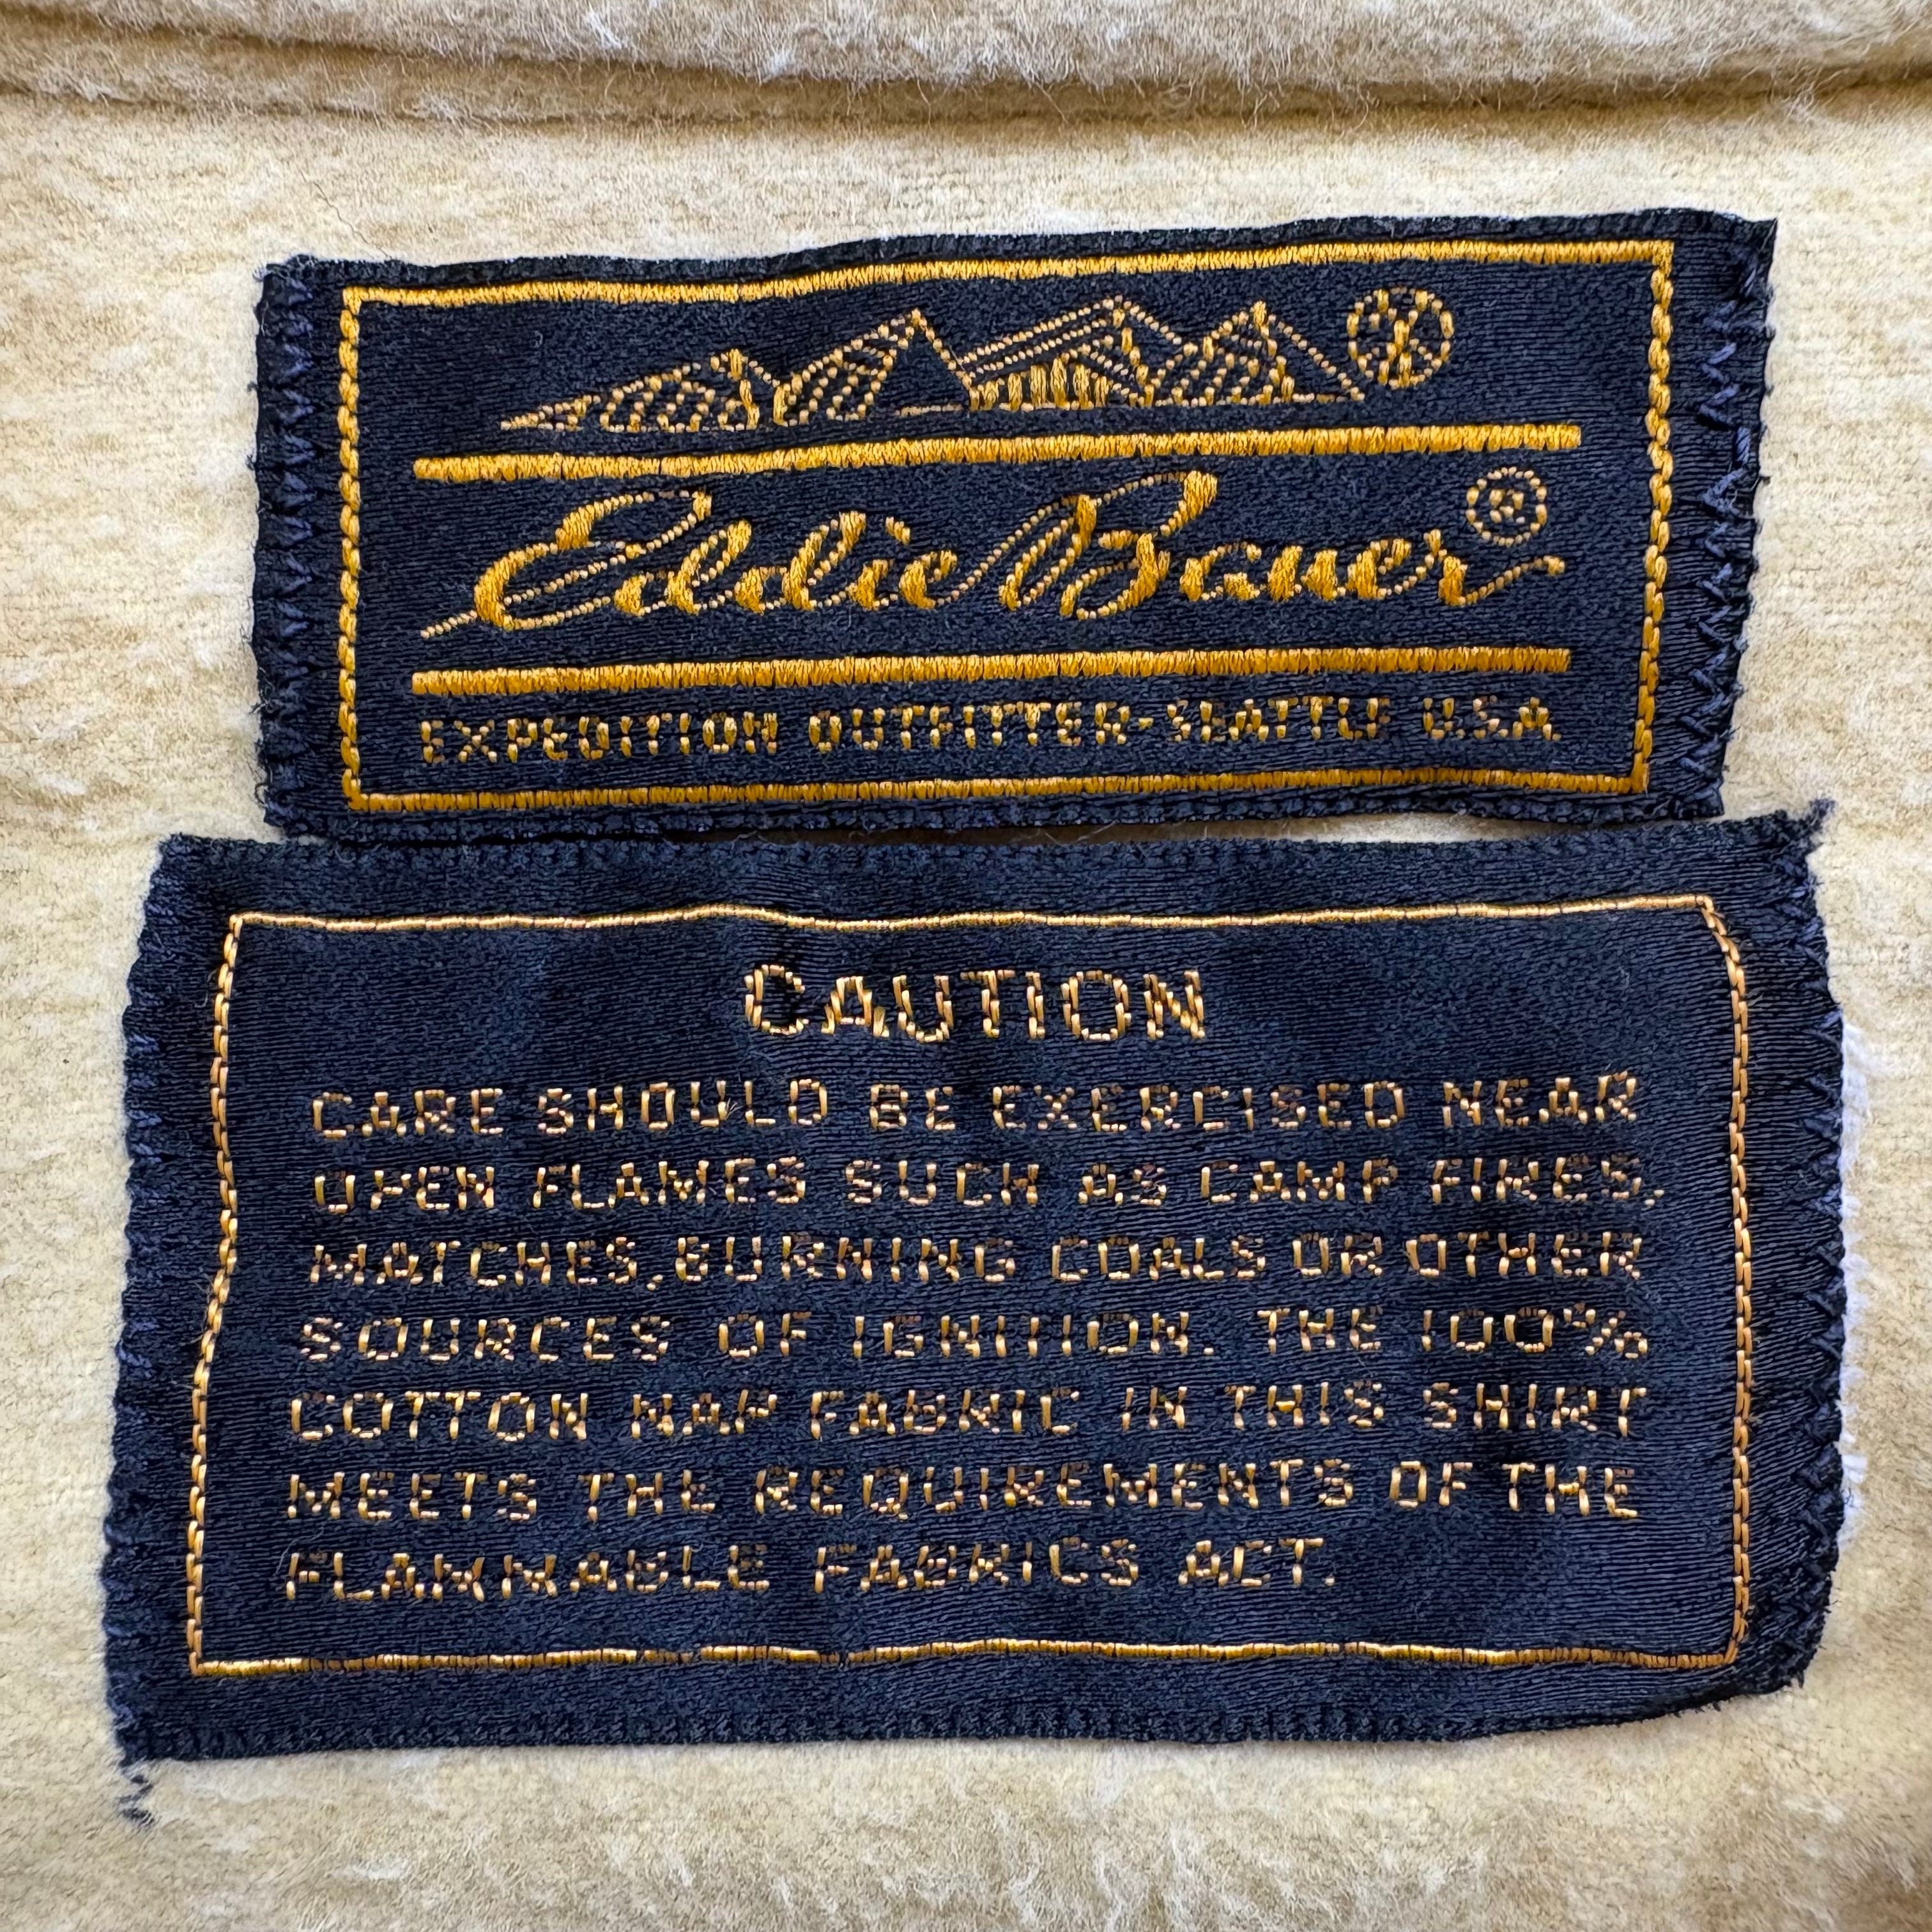 Eddie Bauer®
EXPEDITION OUTFITTER-SEATTLE U.S.A.
CAUTION
CARE SHOULD BE EXERCISED NEAR
OPEN FLAMES SUCH AS CAMP FIRES,
MATCHES, BURNING COALS OR OTHER
SOURCES OF IGNITION. THE 100%
COTTON NAP FABRIC IN THIS SHIRT
MEETS THE REQUIREMENTS OF THE
FLAMMABLE FABRICS ACT.